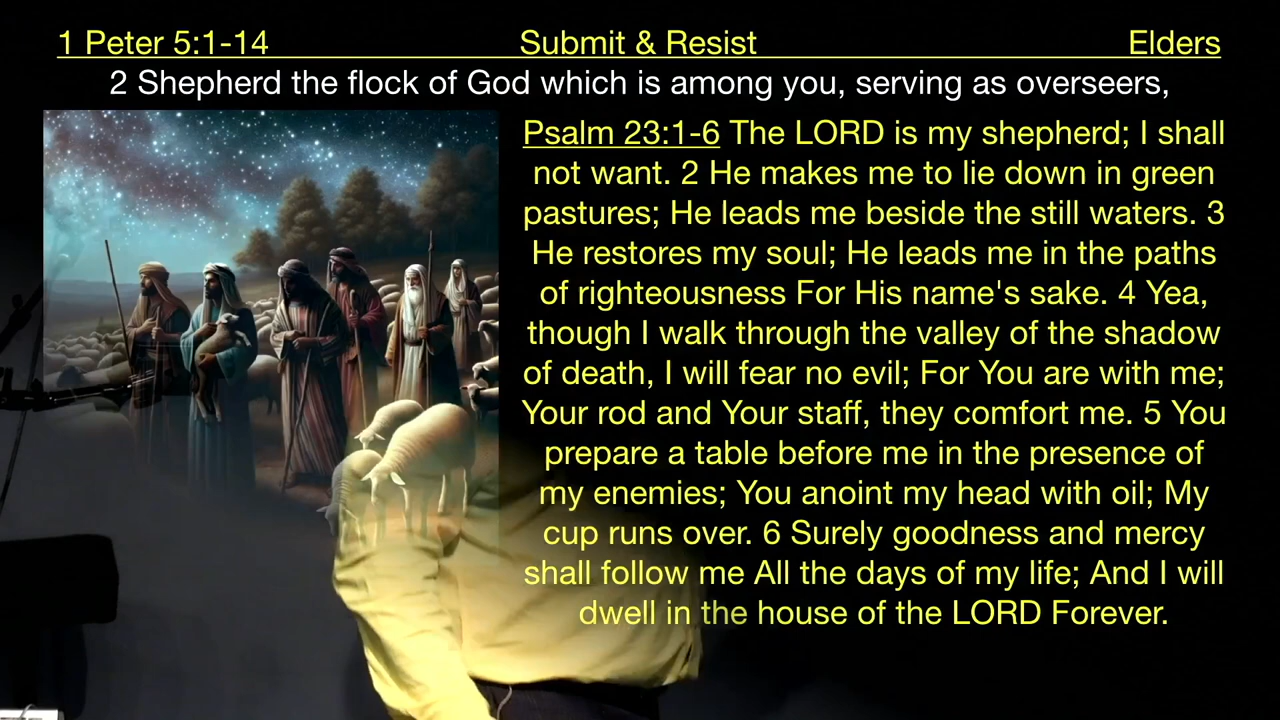 1 Peter 5:1-14 Submit & Resist Elders
2 Shepherd the flock of God which is among you, serving as overseers,
Psalm 23:1-6 The LORD is my shepherd; I shall
not want. 2 He makes me to lie down in green
pastures; He leads me beside the still waters. 3
He restores my soul; He leads me in the paths
of righteousness For His name's sake. 4 Yea,
though I walk through the valley of the shadow
of death, I will fear no evil; For You are with me;
Your rod and Your staff, they comfort me. 5 You
prepare a table before me in the presence of
my enemies; You anoint my head with oil; My
cup runs over. 6 Surely goodness and mercy
shall follow me All the days of my life; And I will
dwell in the house of the LORD Forever.